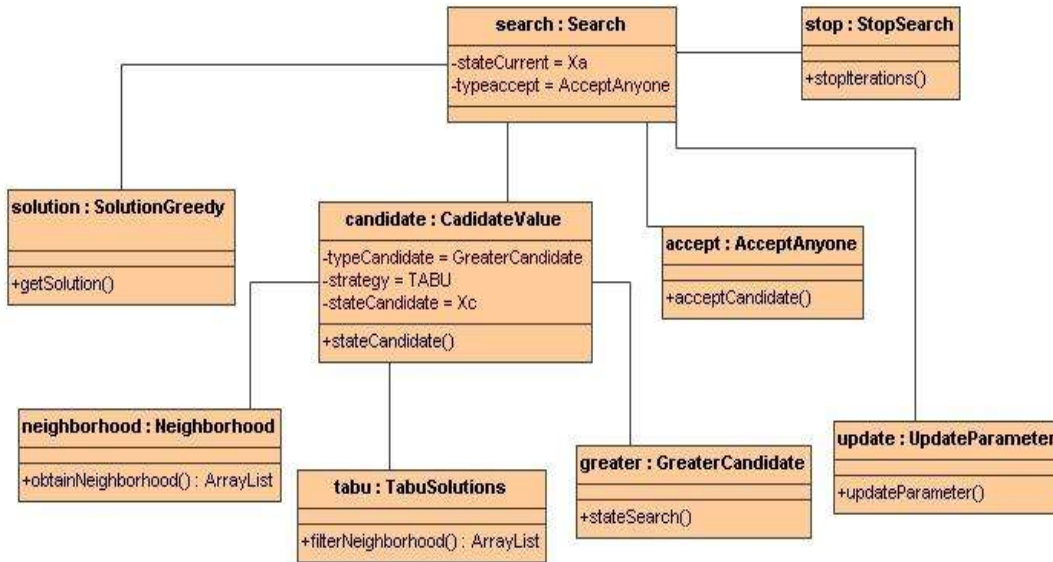 search : Search
-stateCurrent = Xa
-typeaccept = AcceptAnyone
stop : StopSearch
+stopIterations()
solution : SolutionGreedy
+getSolution()
candidate : CadidateValue
-typeCandidate = GreaterCandidate
-strategy = TABU
-stateCandidate = Xc
+stateCandidate()
accept : AcceptAnyone
+acceptCandidate()
neighborhood : Neighborhood
+obtainNeighborhood() : ArrayList
tabu : TabuSolutions
+filterNeighborhood() : ArrayList
greater : GreaterCandidate
+stateSearch()
update : UpdateParameter
+updateParameter()